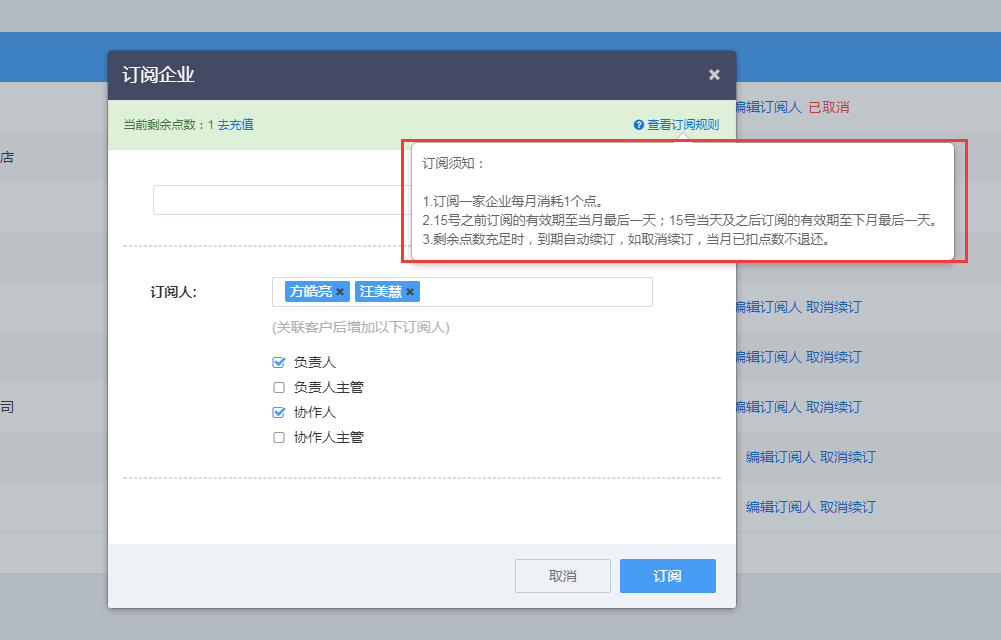 订阅企业
×
当前剩余点数：1 去充值
查看订阅规则
编辑订阅人 已取消
店
订阅须知：
1.订阅一家企业每月消耗1个点。
2.15号之前订阅的有效期至当月最后一天；15号当天及之后订阅的有效期至下月最后一天。
3.剩余点数充足时，到期自动续订，如取消续订，当月已扣点数不退还。
订阅人:
方皓亮 ×
汪美慧 ×
编辑订阅人 取消续订
(关联客户后增加以下订阅人)
负责人
编辑订阅人 取消续订
负责人主管
司
协作人
编辑订阅人 取消续订
协作人主管
编辑订阅人 取消续订
编辑订阅人 取消续订
取消
订阅